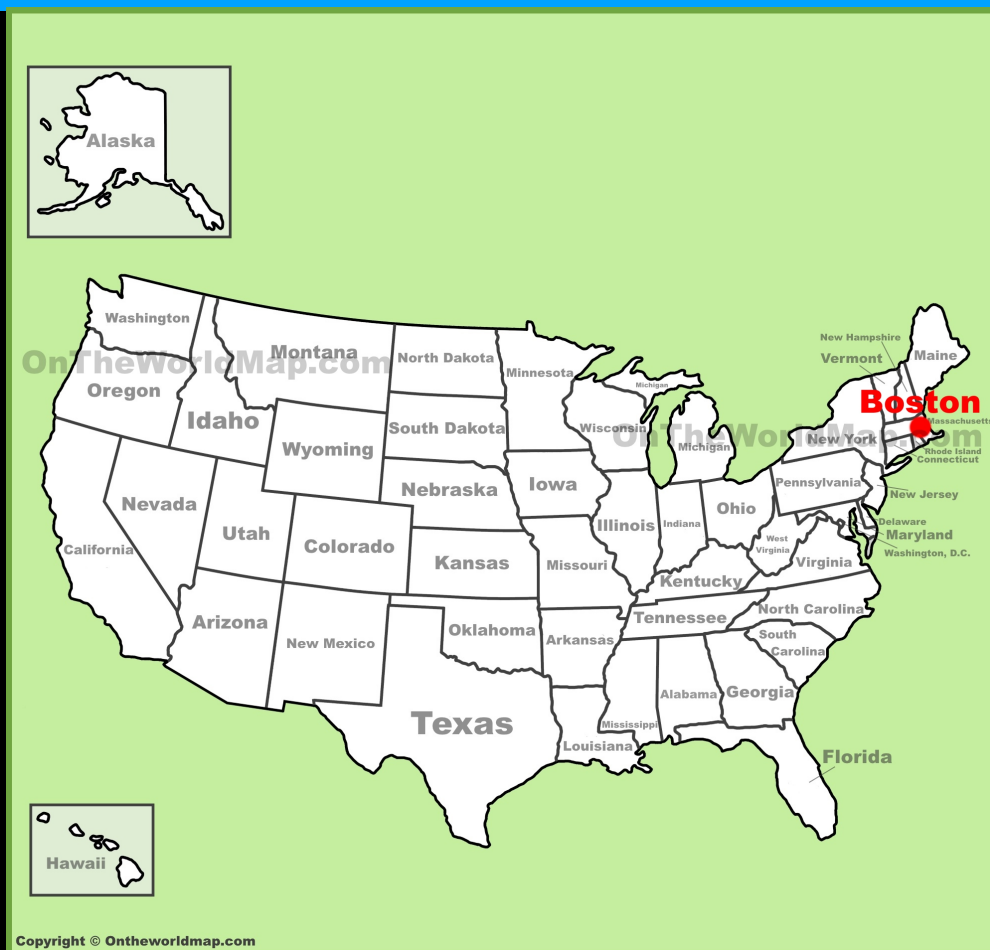 Alaska
Washington
Montana
North Dakota
Minnesota
Michigan
New Hampshire
Vermont
Maine
OnTheWorldMap.com
Oregon
Idaho
Wyoming
South Dakota
Wisconsin
Michigan
Boston
Massachusetts
New York
OnTheWorldMap.com
Rhode Island
Connecticut
Nevada
Utah
Colorado
Nebraska
Iowa
Illinois
Indiana
Ohio
Pennsylvania
New Jersey
Delaware
Maryland
Washington, D.C.
California
Kansas
Missouri
Kentucky
West
Virginia
Virginia
Arizona
New Mexico
Oklahoma
Arkansas
Tennessee
North Carolina
South
Carolina
Texas
Louisiana
Mississippi
Alabama
Georgia
Florida
Hawaii
Copyright © Ontheworldmap.com